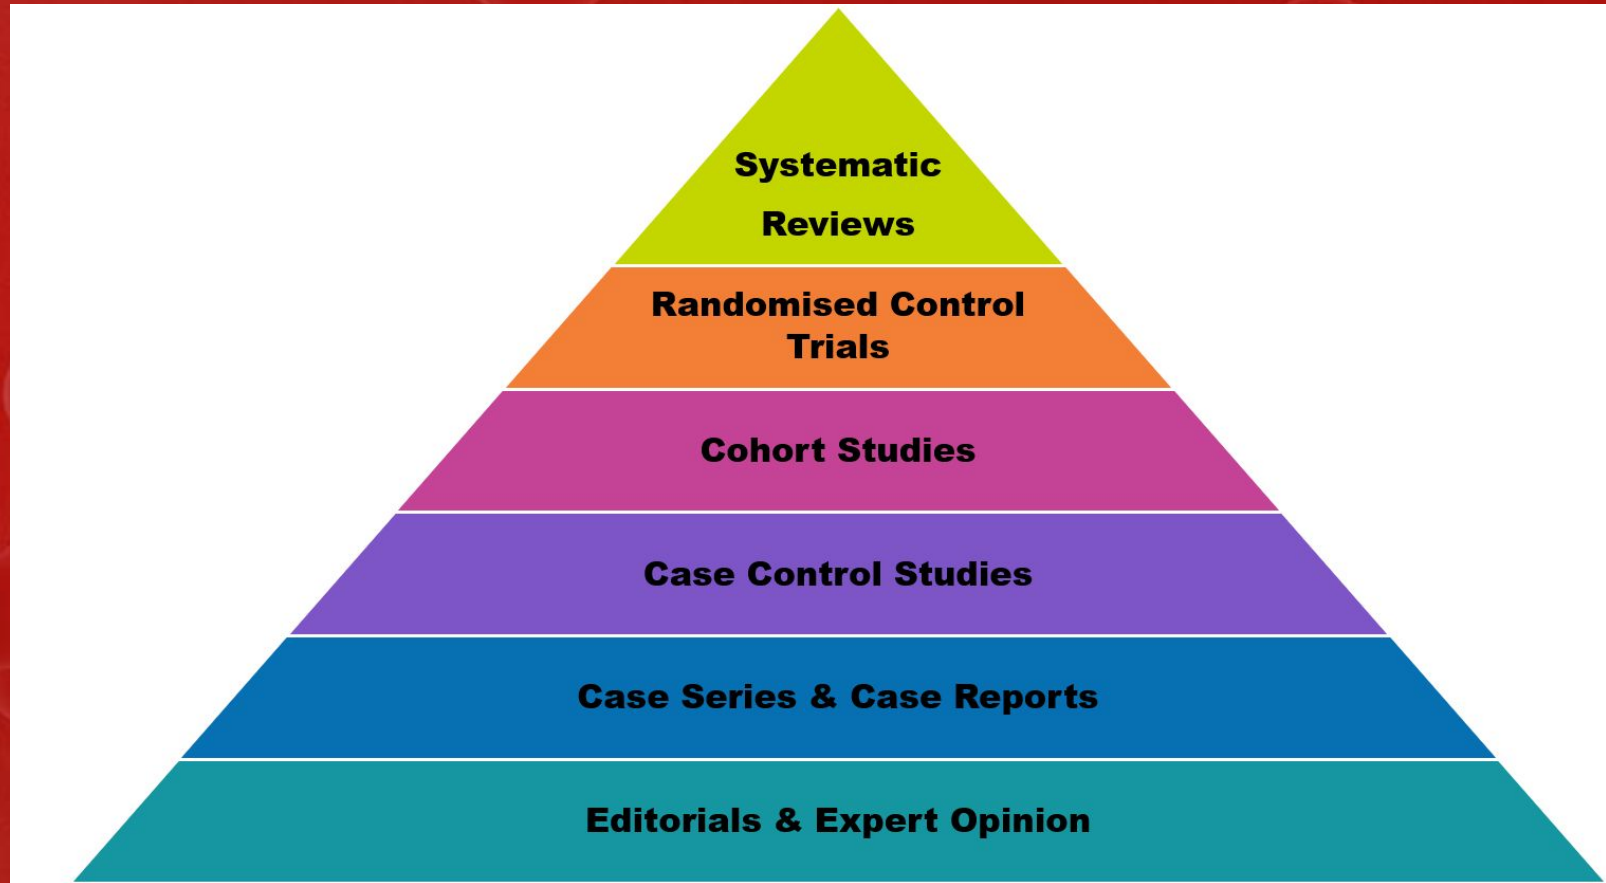 Systematic
Reviews
Randomised Control
Trials
Cohort Studies
Case Control Studies
Case Series & Case Reports
Editorials & Expert Opinion